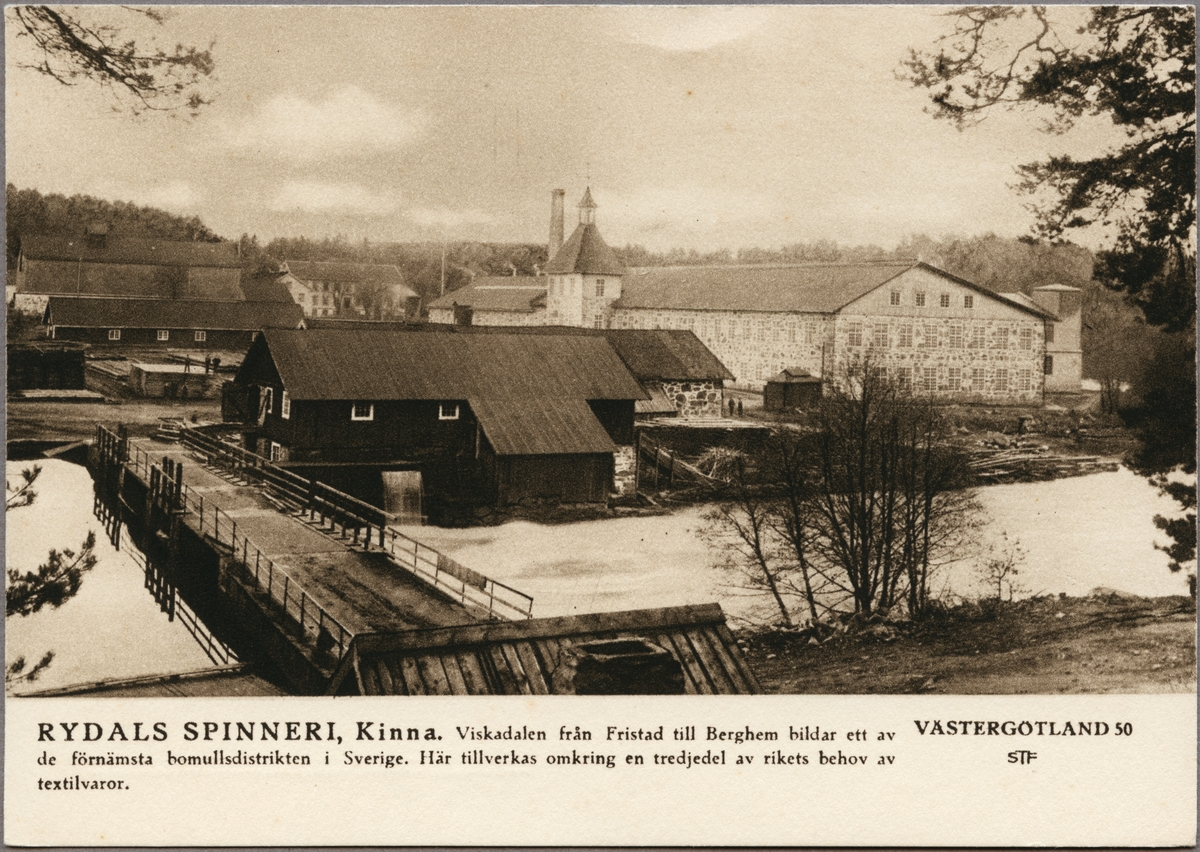 RYDALS SPINNERI, Kinna. Viskadalen från Fristad till Berghem bildar ett av
de förnämsta bomullsdistrikten i Sverige. Här tillverkas omkring en tredjedel av rikets behov av
textilvaror.
VÄSTERGÖTLAND 50
STF